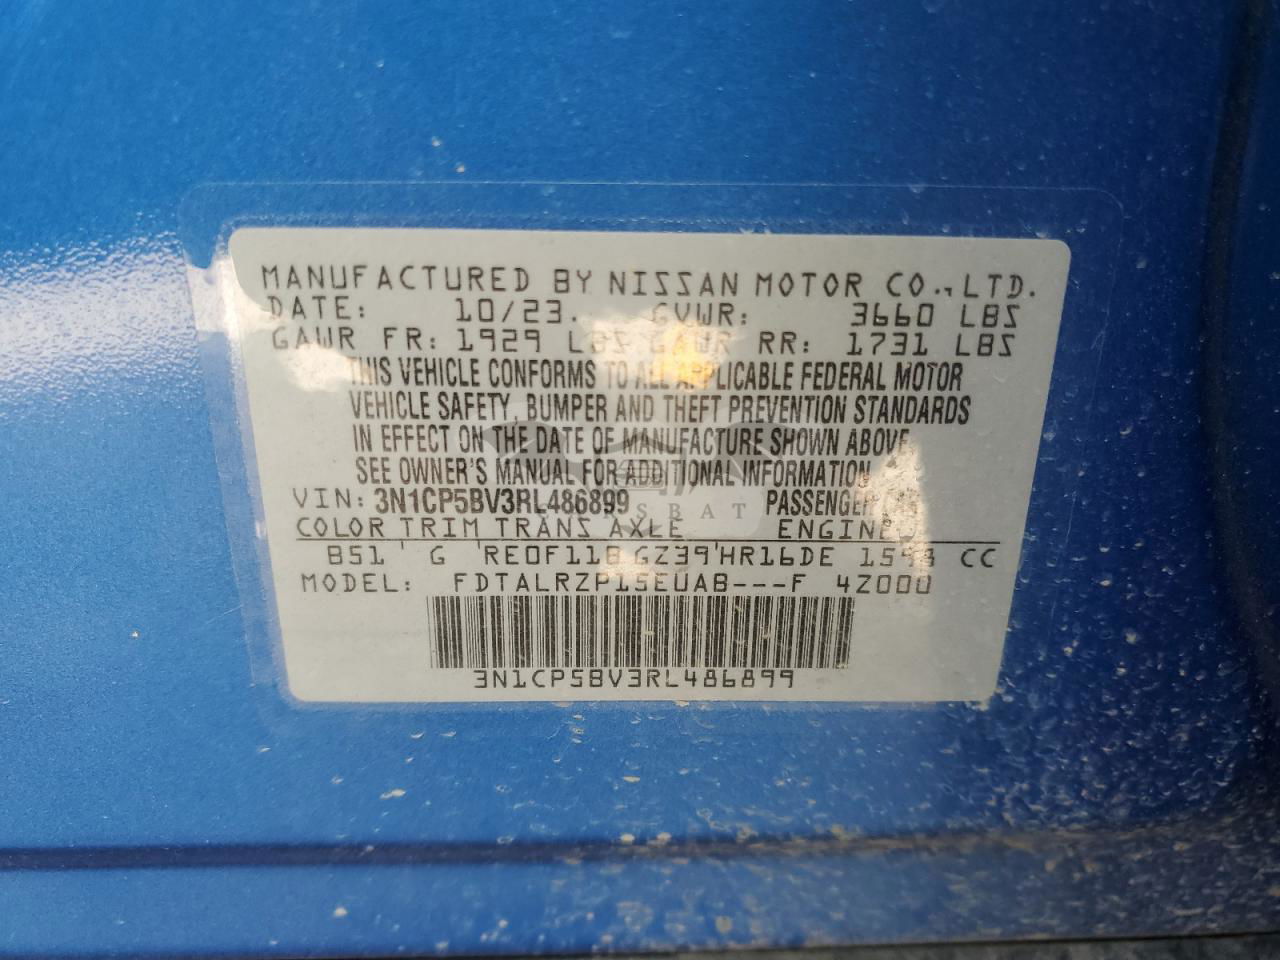 MANUFACTURED BY NISSAN MOTOR CO., LTD.
DATE: 10/23. GVWR: 3660 LBS
GAWR FR: 1929 LBS GAWR RR: 1731 LBS
THIS VEHICLE CONFORMS TO ALL APPLICABLE FEDERAL MOTOR
VEHICLE SAFETY, BUMPER AND THEFT PREVENTION STANDARDS
IN EFFECT ON THE DATE OF MANUFACTURE SHOWN ABOVE.
SEE OWNER'S MANUAL FOR ADDITIONAL INFORMATION
VIN: 3N1CP5BV3RL486899 PASSENGER
COLOR TRIM TRANS AXLE ENGINE
B51 ' G 'RE0F11B GZ39'HR16DE 1598 CC
MODEL: FDTALRZP15EUAB---F 4Z000
3N1CP5BV3RL486899